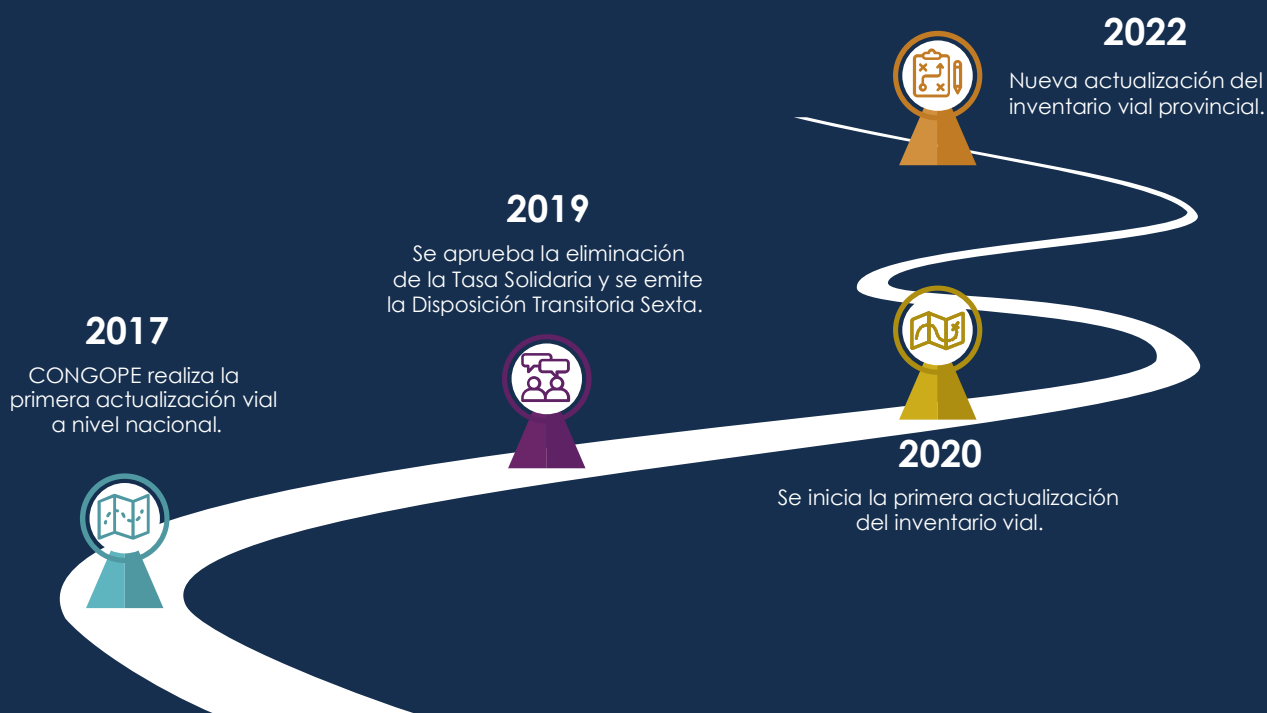 2017
CONGOPE realiza la
primera actualización vial
a nivel nacional.
2019
Se aprueba la eliminación
de la Tasa Solidaria y se emite
la Disposición Transitoria Sexta.
2020
Se inicia la primera actualización
del inventario vial.
2022
Nueva actualización del
inventario vial provincial.